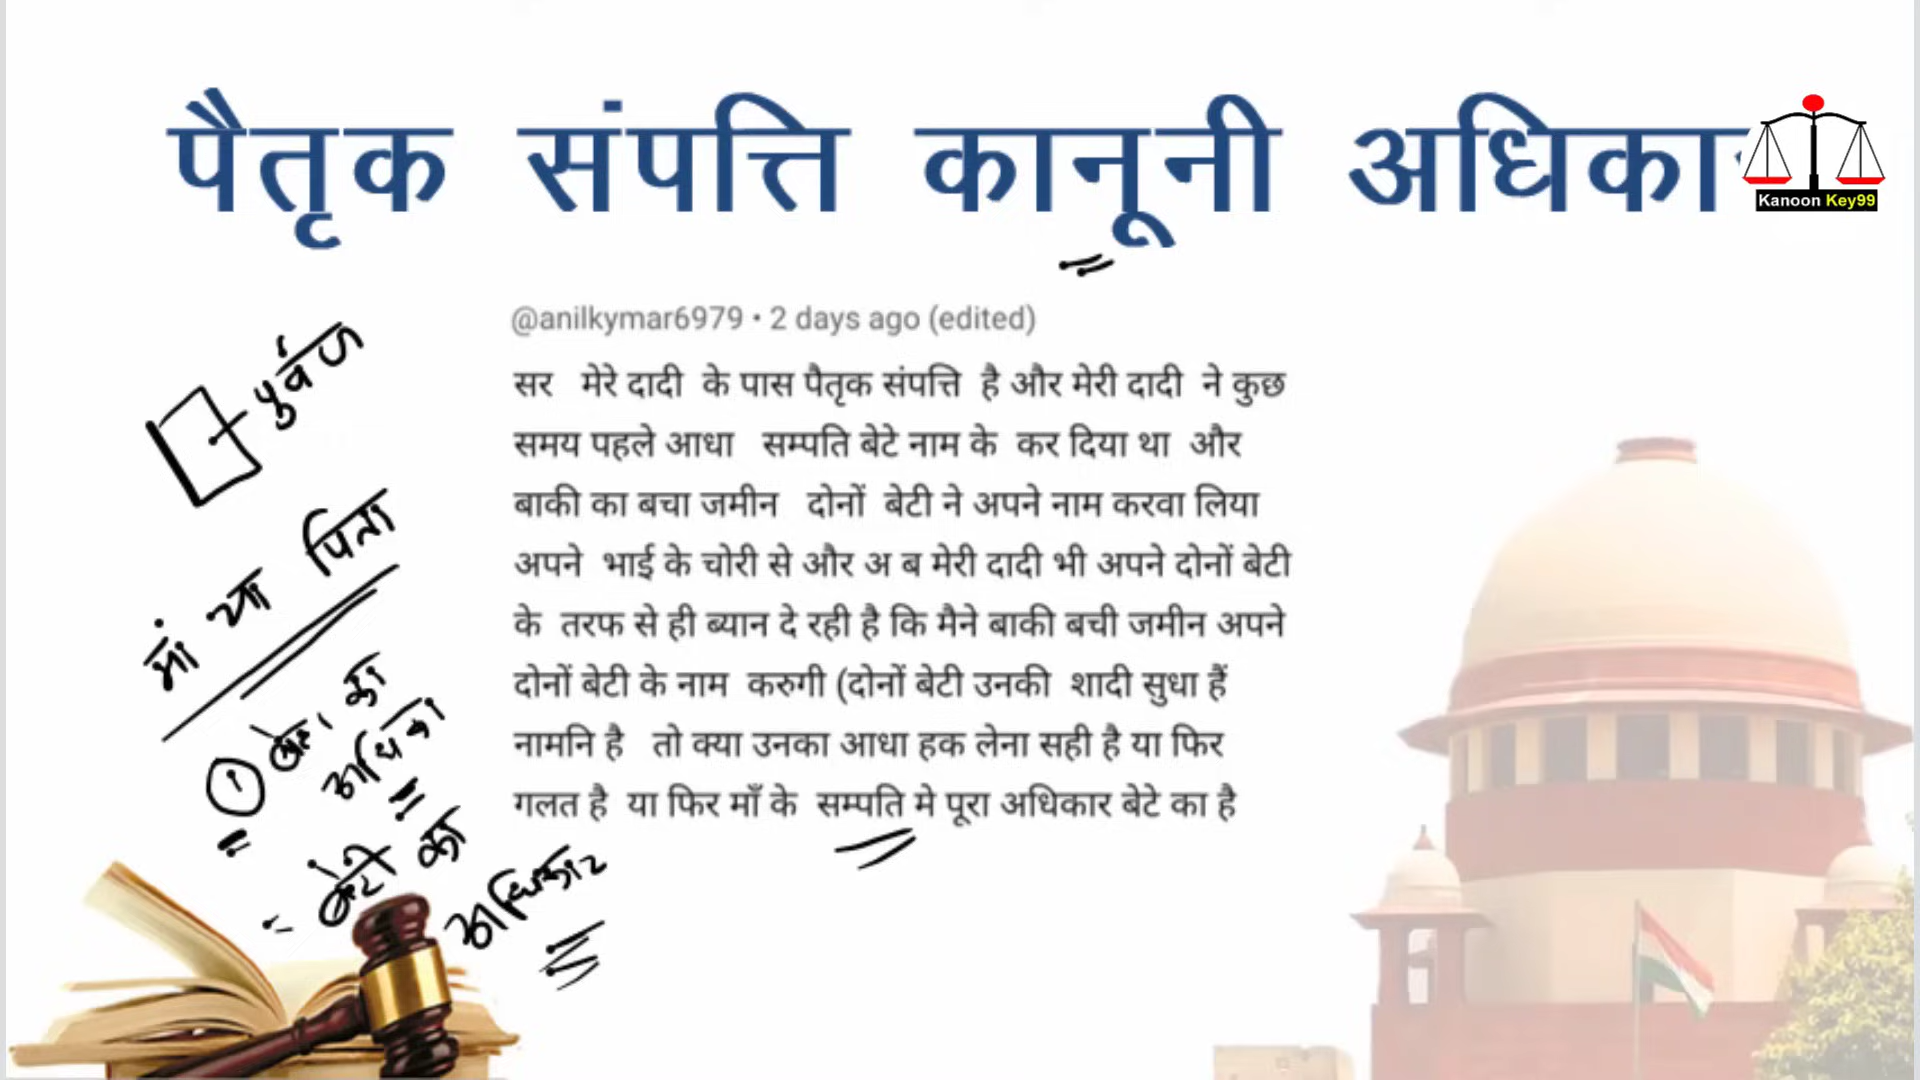 पैतृक संपत्ति कानूनी अधिकार
Kanoon Key99
@anilkymar6979 • 2 days ago (edited)
सर मेरे दादी के पास पैतृक संपत्ति है और मेरी दादी ने कुछ
समय पहले आधा सम्पति बेटे नाम के कर दिया था और
बाकी का बचा जमीन दोनों बेटी ने अपने नाम करवा लिया
अपने भाई के चोरी से और अ ब मेरी दादी भी अपने दोनों बेटी
के तरफ से ही ब्यान दे रही है कि मैने बाकी बची जमीन अपने
दोनों बेटी के नाम करुगी (दोनों बेटी उनकी शादी सुधा हैं
नामनि है तो क्या उनका आधा हक लेना सही है या फिर
गलत है या फिर माँ के सम्पति मे पूरा अधिकार बेटे का है
पुर्वज
मां या पिता
1 बेटा का
बेटी का
अधिकार